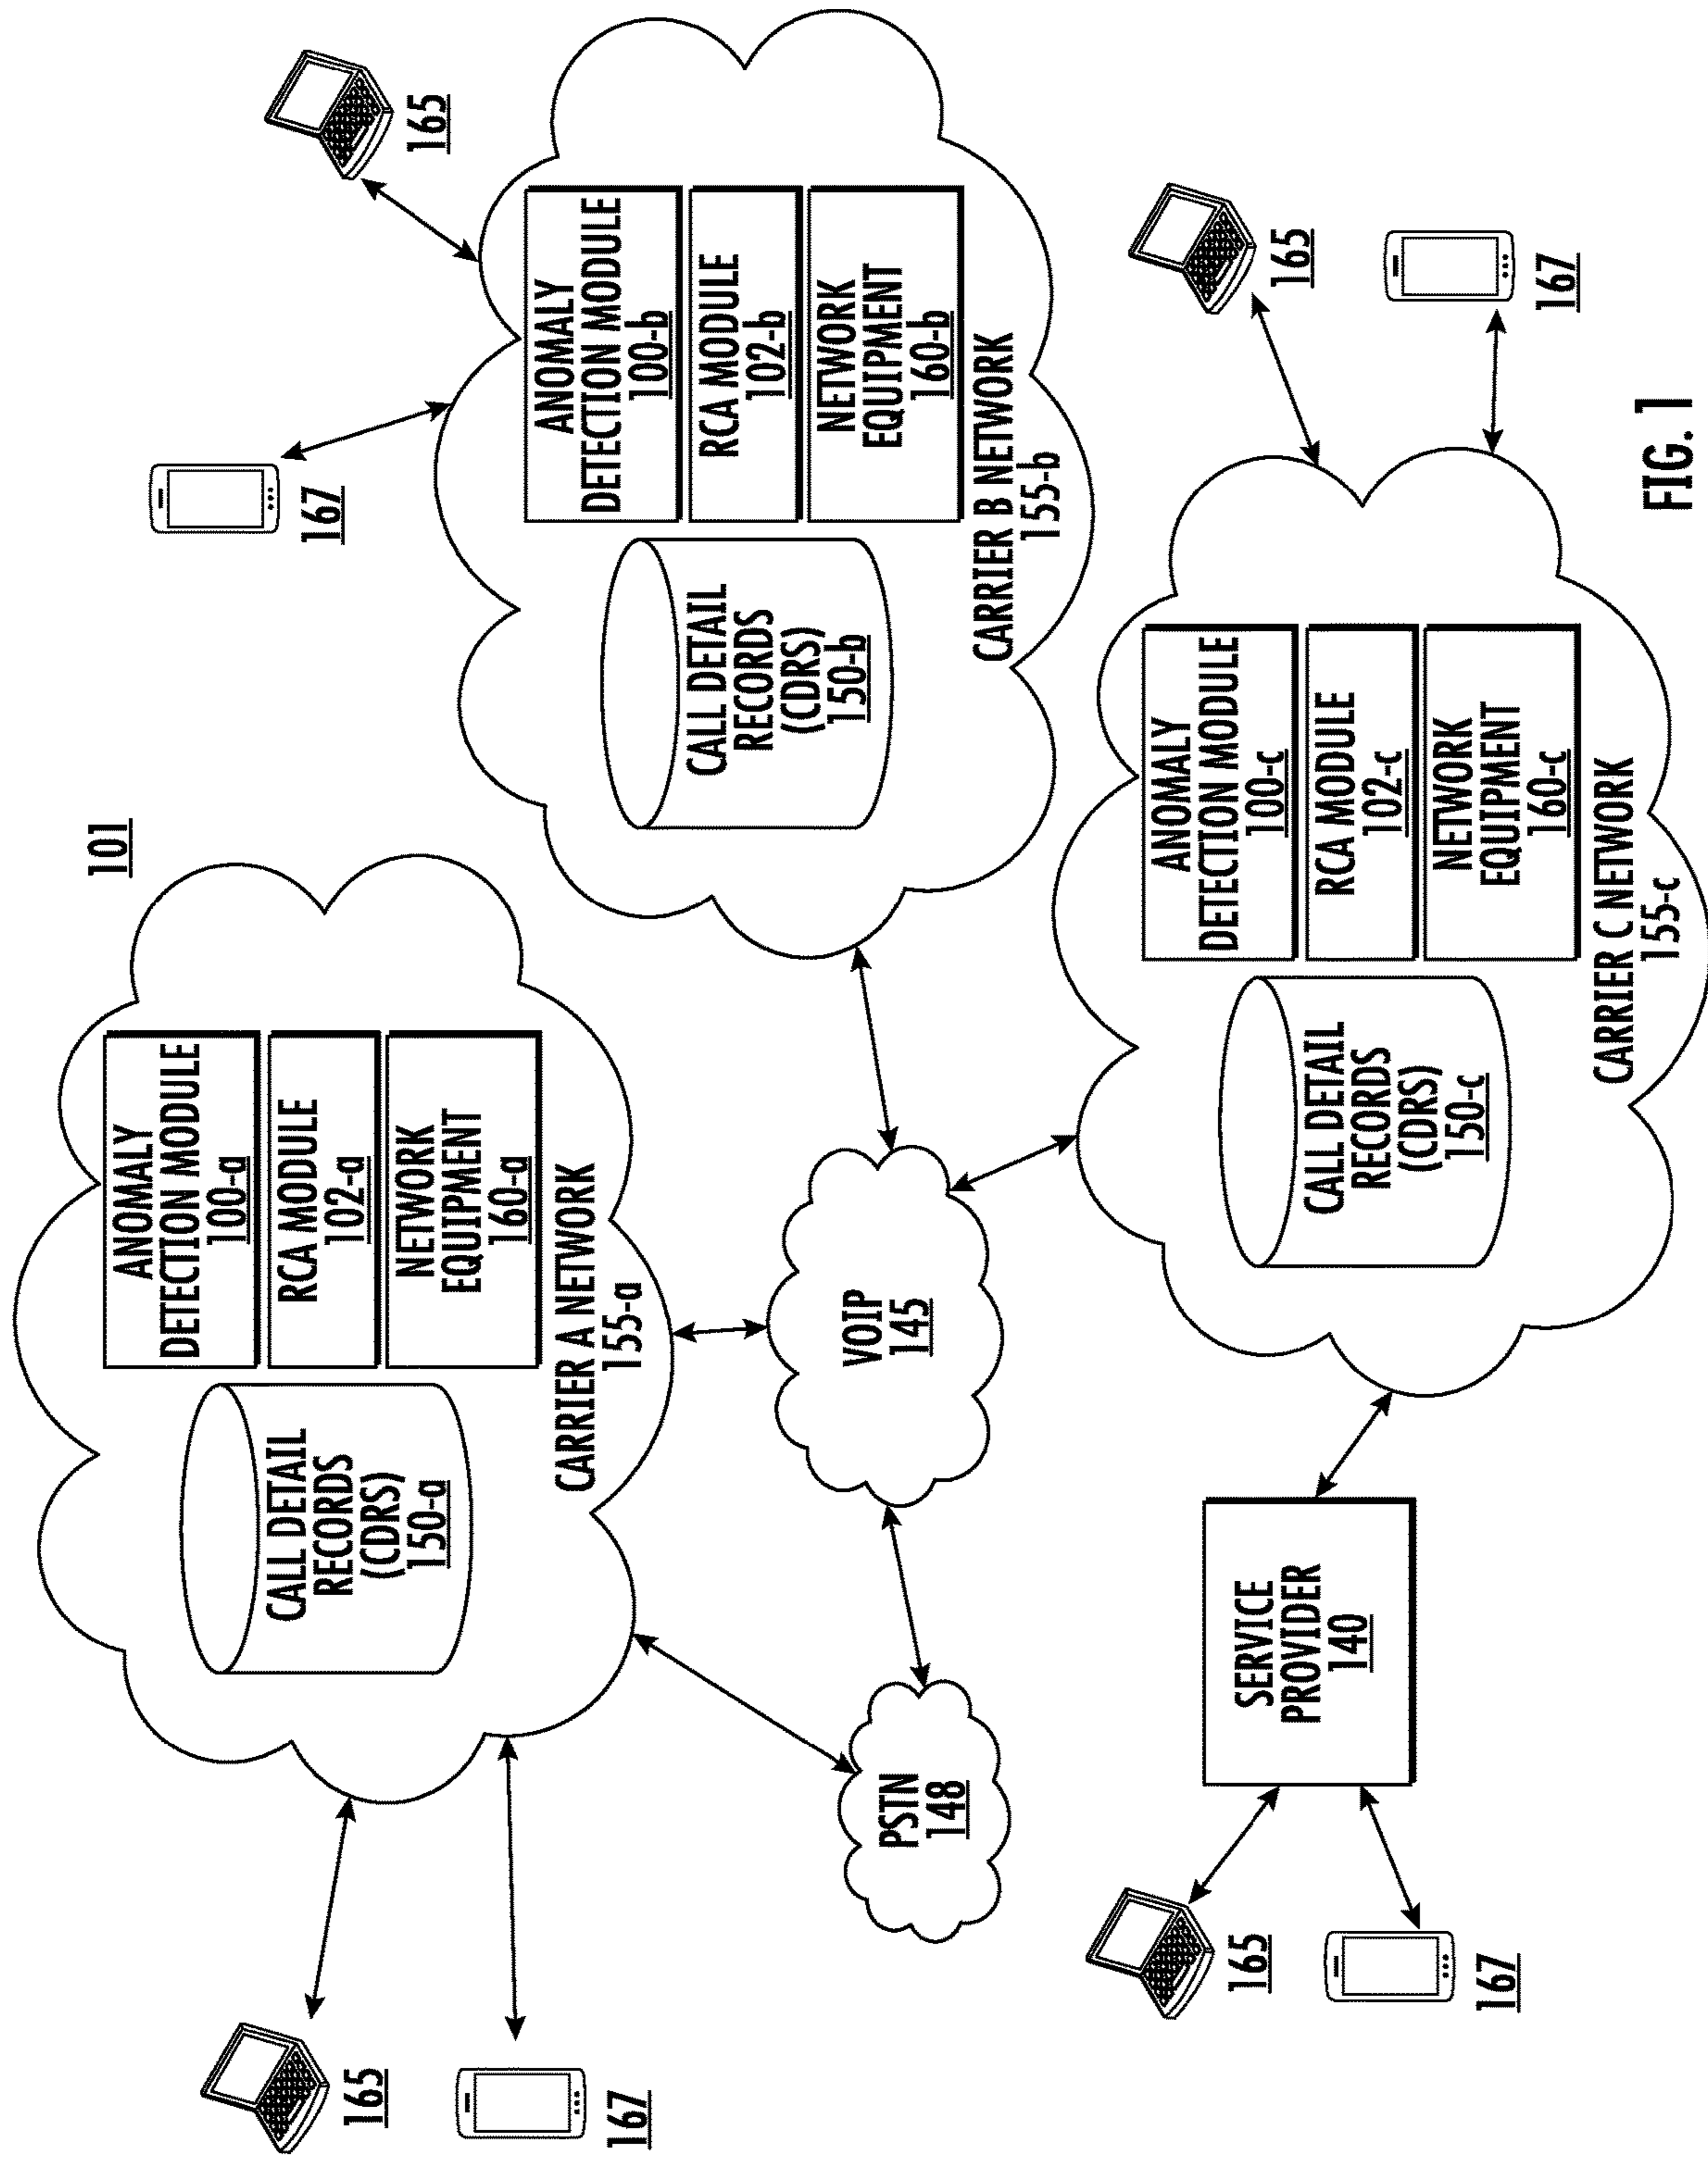 101
CALL DETAIL
RECORDS
(CDRS)
150-a
ANOMALY
DETECTION MODULE
100-a
RCA MODULE
102-a
NETWORK
EQUIPMENT
160-a
CARRIER A NETWORK
155-a
165
167
167
165
CALL DETAIL
RECORDS
(CDRS)
150-b
ANOMALY
DETECTION MODULE
100-b
RCA MODULE
102-b
NETWORK
EQUIPMENT
160-b
CARRIER B NETWORK
155-b
PSTN
148
VOIP
145
SERVICE
PROVIDER
140
165
167
CALL DETAIL
RECORDS
(CDRS)
150-c
ANOMALY
DETECTION MODULE
100-c
RCA MODULE
102-c
NETWORK
EQUIPMENT
160-c
CARRIER C NETWORK
155-c
165
167
FIG. 1